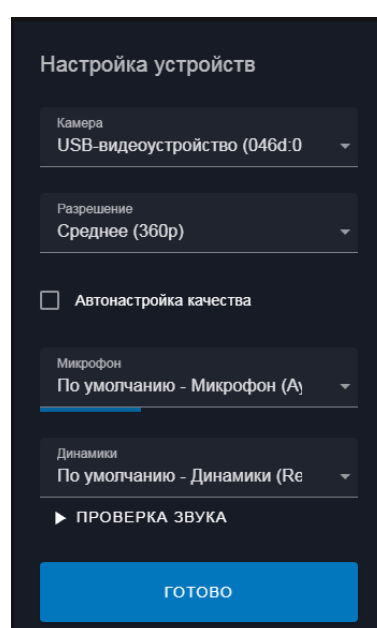 Настройка устройств
Камера
USB-видеоустройство (046d:0
Разрешение
Среднее (360p)
Автонастройка качества
Микрофон
По умолчанию - Микрофон (Ау
Динамики
По умолчанию - Динамики (Re
ПРОВЕРКА ЗВУКА
ГОТОВО